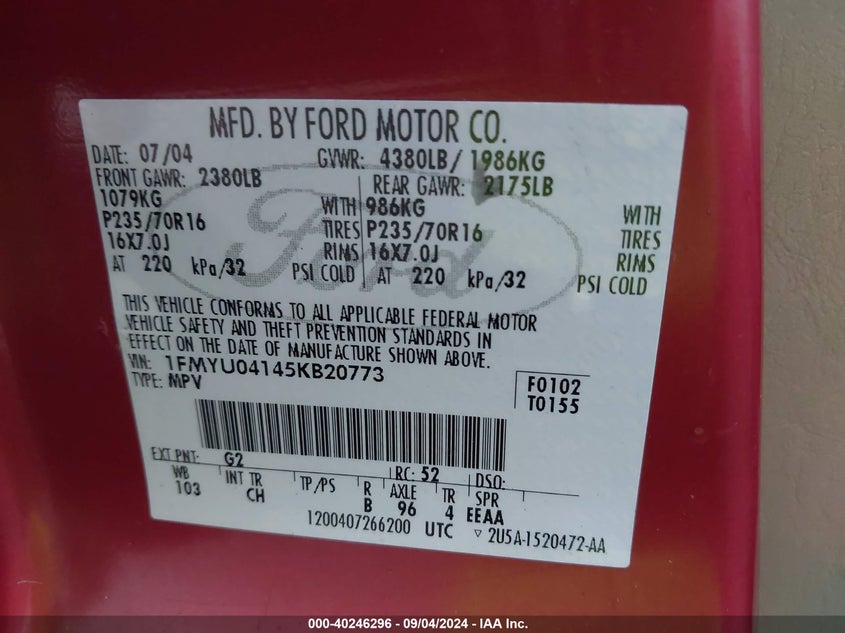 MFD. BY FORD MOTOR CO.
DATE: 07/04 GVWR: 4380LB/ 1986KG
FRONT GAWR: 2380LB REAR GAWR: 2175LB
1079KG WITH 986KG WITH
P235/70R16 TIRES P235/70R16 TIRES
16X7.0J RIMS 16X7.0J RIMS
AT 220 kPa/32 PSI COLD AT 220 kPa/32 PSI COLD
Ford
THIS VEHICLE CONFORMS TO ALL APPLICABLE FEDERAL MOTOR
VEHICLE SAFETY AND THEFT PREVENTION STANDARDS IN
EFFECT ON THE DATE OF MANUFACTURE SHOWN ABOVE.
VIN: 1FMYU04145KB20773
TYPE: MPV
F0102
T0155
EXT PNT: G2 RC: 52 DSO:
WB INT TR TP/PS R AXLE TR SPR
103 CH B 96 4 EEAA
1200407266200 UTC ▽ 2U5A-1520472-AA
000-40246296 - 09/04/2024 - IAA Inc.